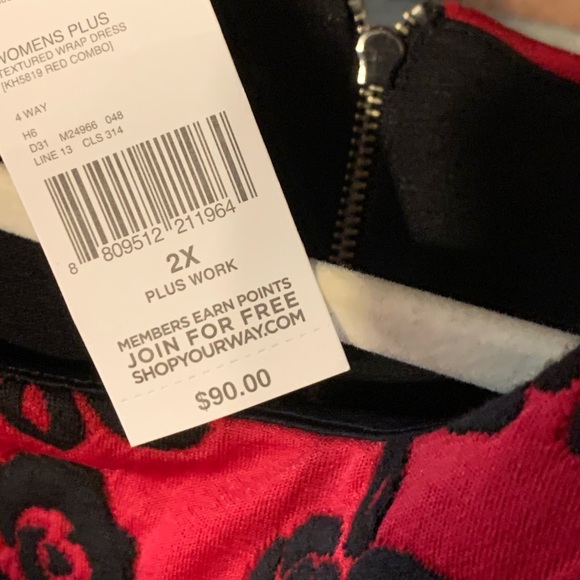 WOMENS PLUS
TEXTURED WRAP DRESS
[KH5819 RED COMBO]
4 WAY
H6
D31 M24966 048
LINE 13 CLS 314
8 809512 211964
2X
PLUS WORK
MEMBERS EARN POINTS
JOIN FOR FREE
SHOPYOURWAY.COM
$90.00